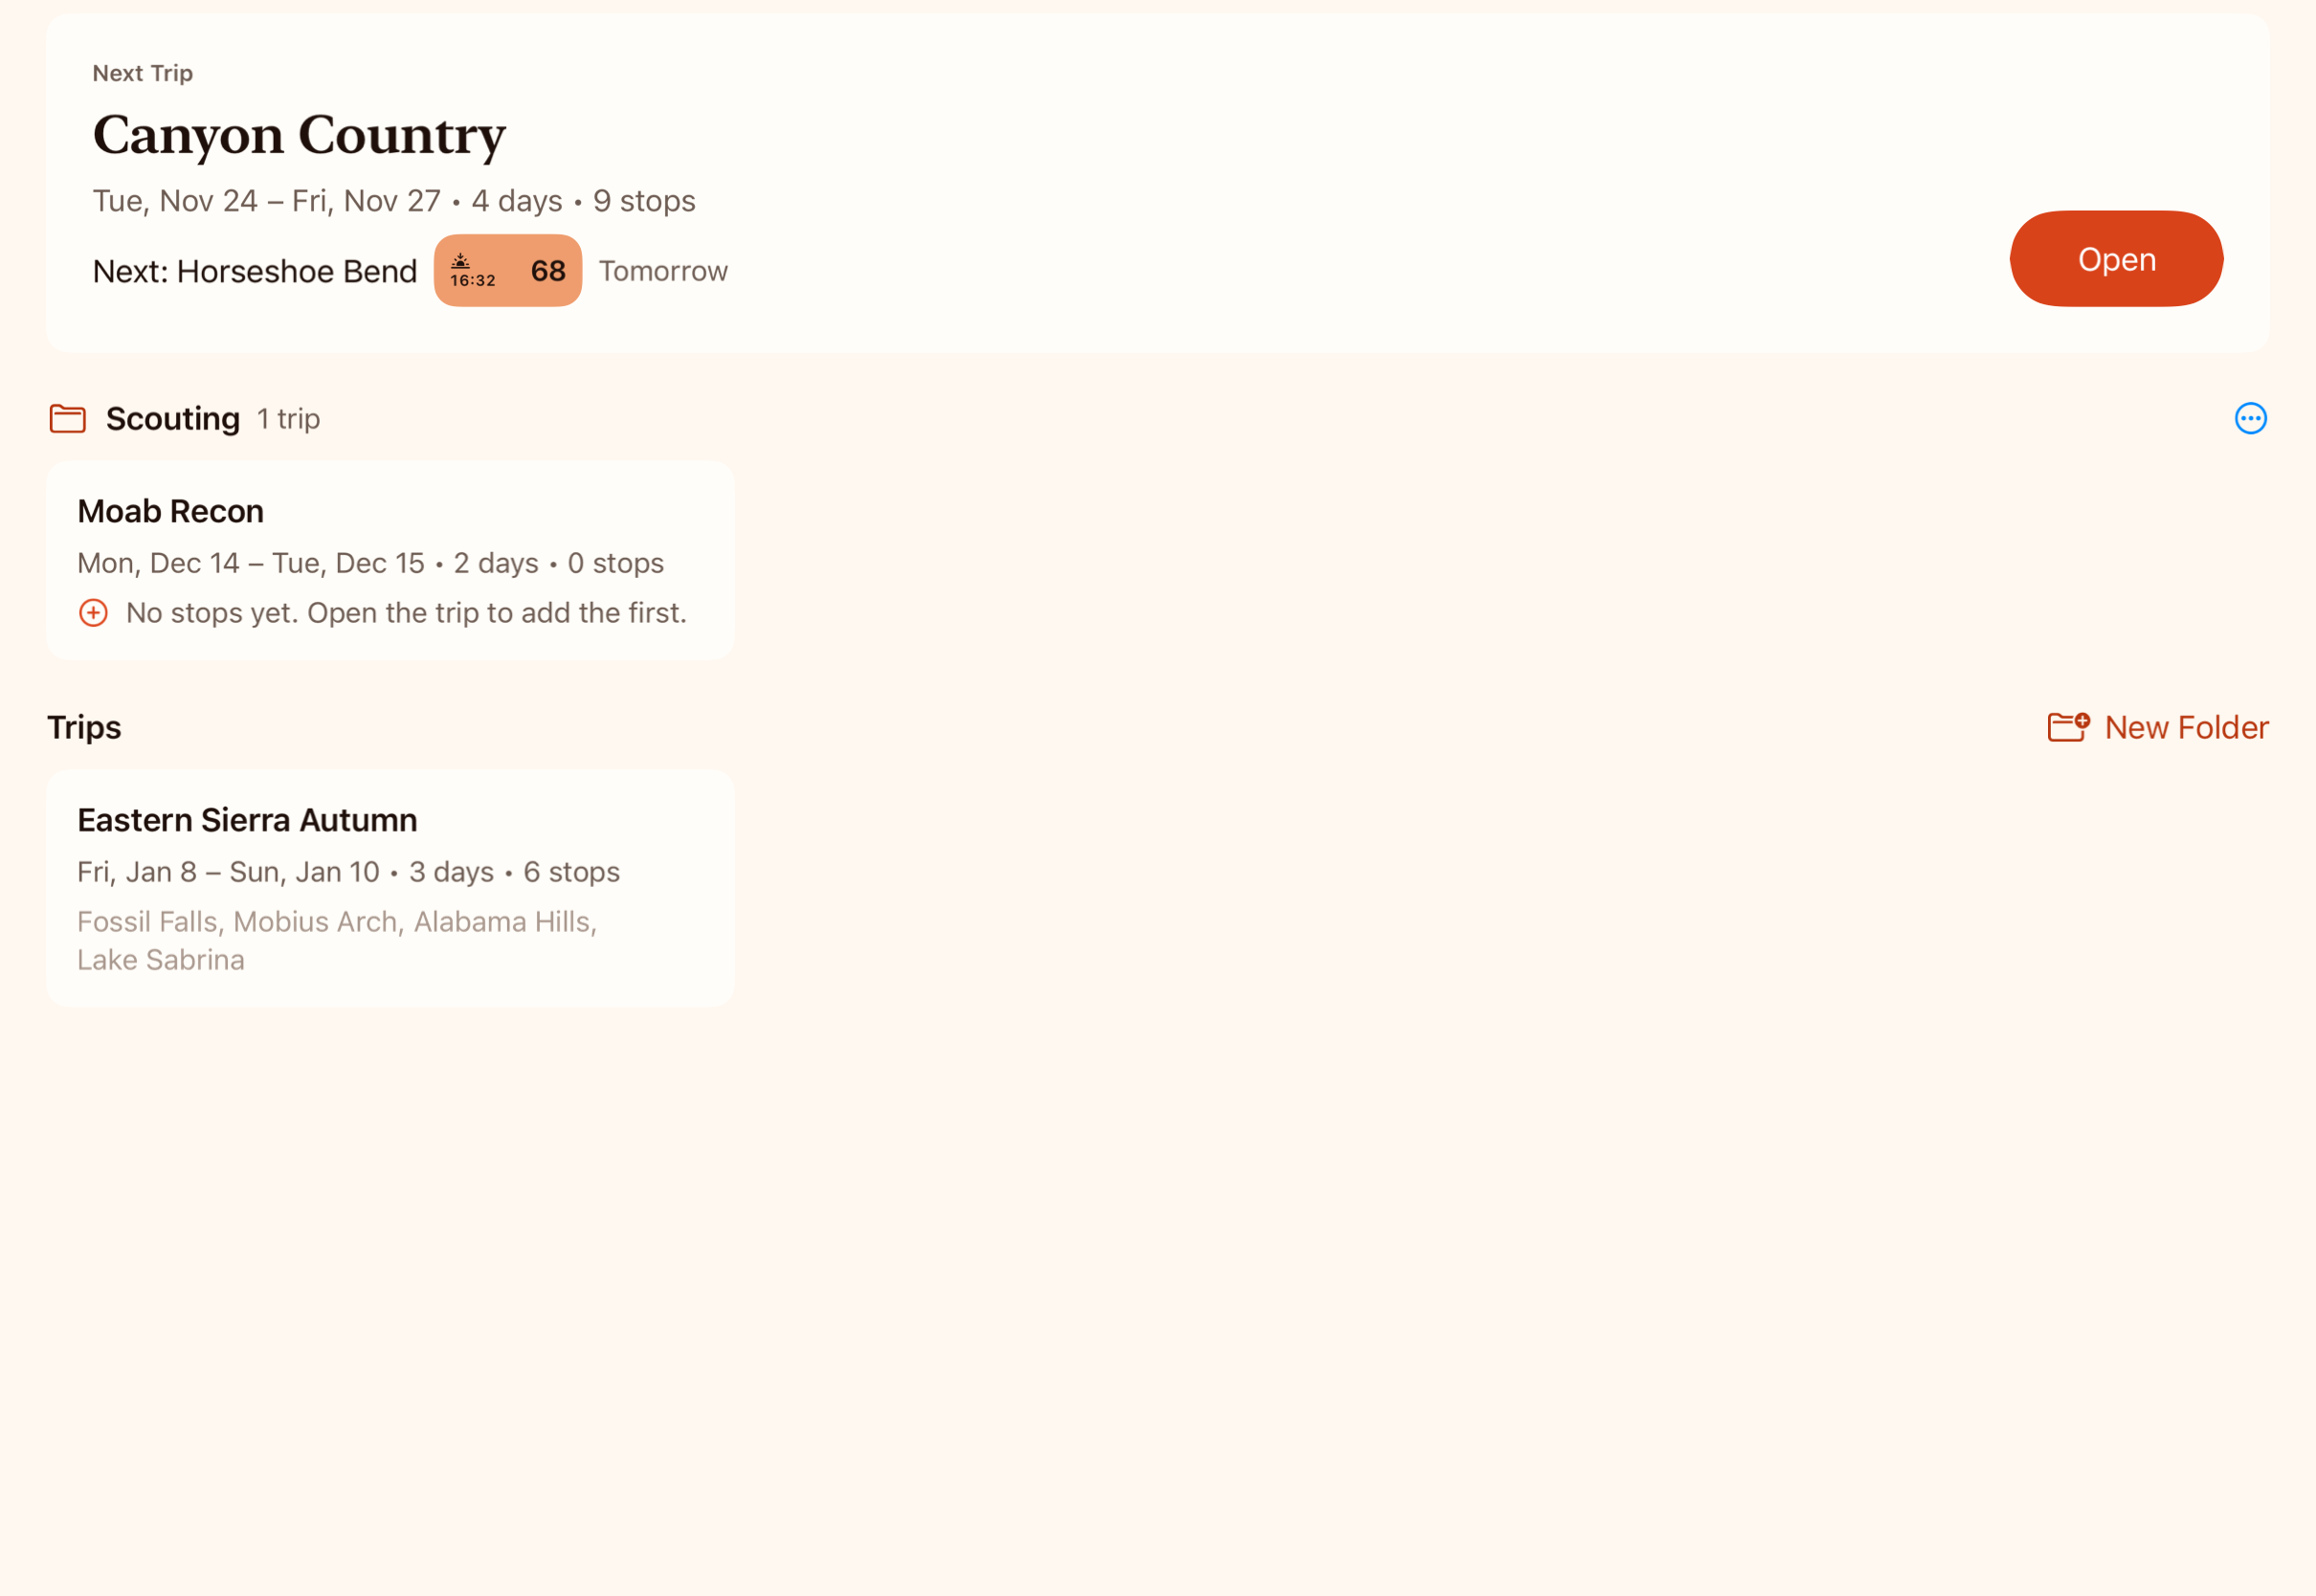 Next Trip
Canyon Country
Tue, Nov 24 – Fri, Nov 27 • 4 days • 9 stops
Next: Horseshoe Bend 16:32 68 Tomorrow
Open
Scouting 1 trip
Moab Recon
Mon, Dec 14 – Tue, Dec 15 • 2 days • 0 stops
No stops yet. Open the trip to add the first.
Trips
New Folder
Eastern Sierra Autumn
Fri, Jan 8 – Sun, Jan 10 • 3 days • 6 stops
Fossil Falls, Mobius Arch, Alabama Hills,
Lake Sabrina